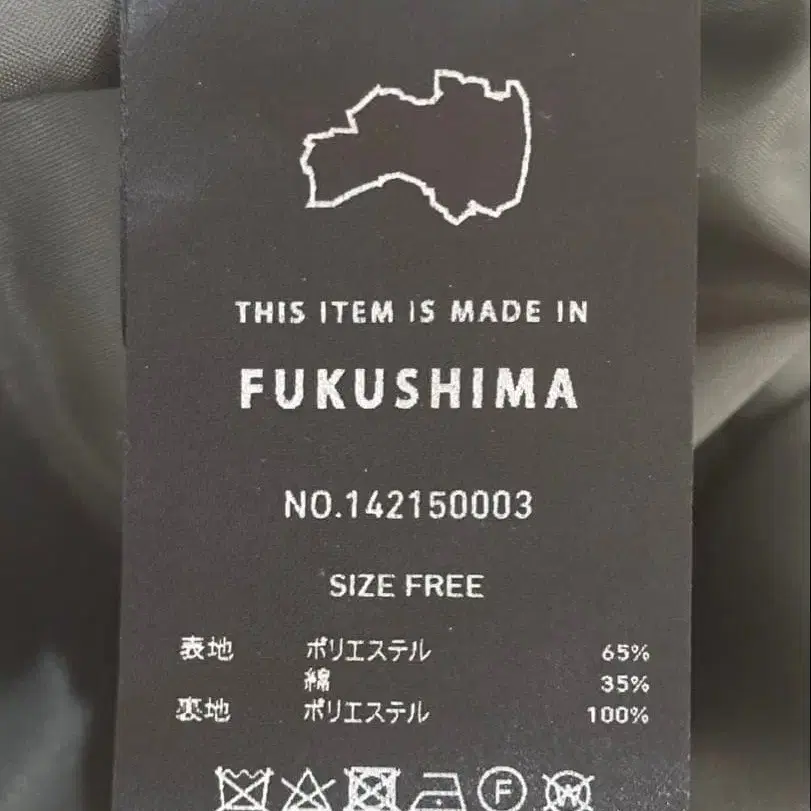 THIS ITEM IS MADE IN
FUKUSHIMA
NO.142150003
SIZE FREE
表地 ポリエステル 65%
綿 35%
裏地 ポリエステル 100%
F W